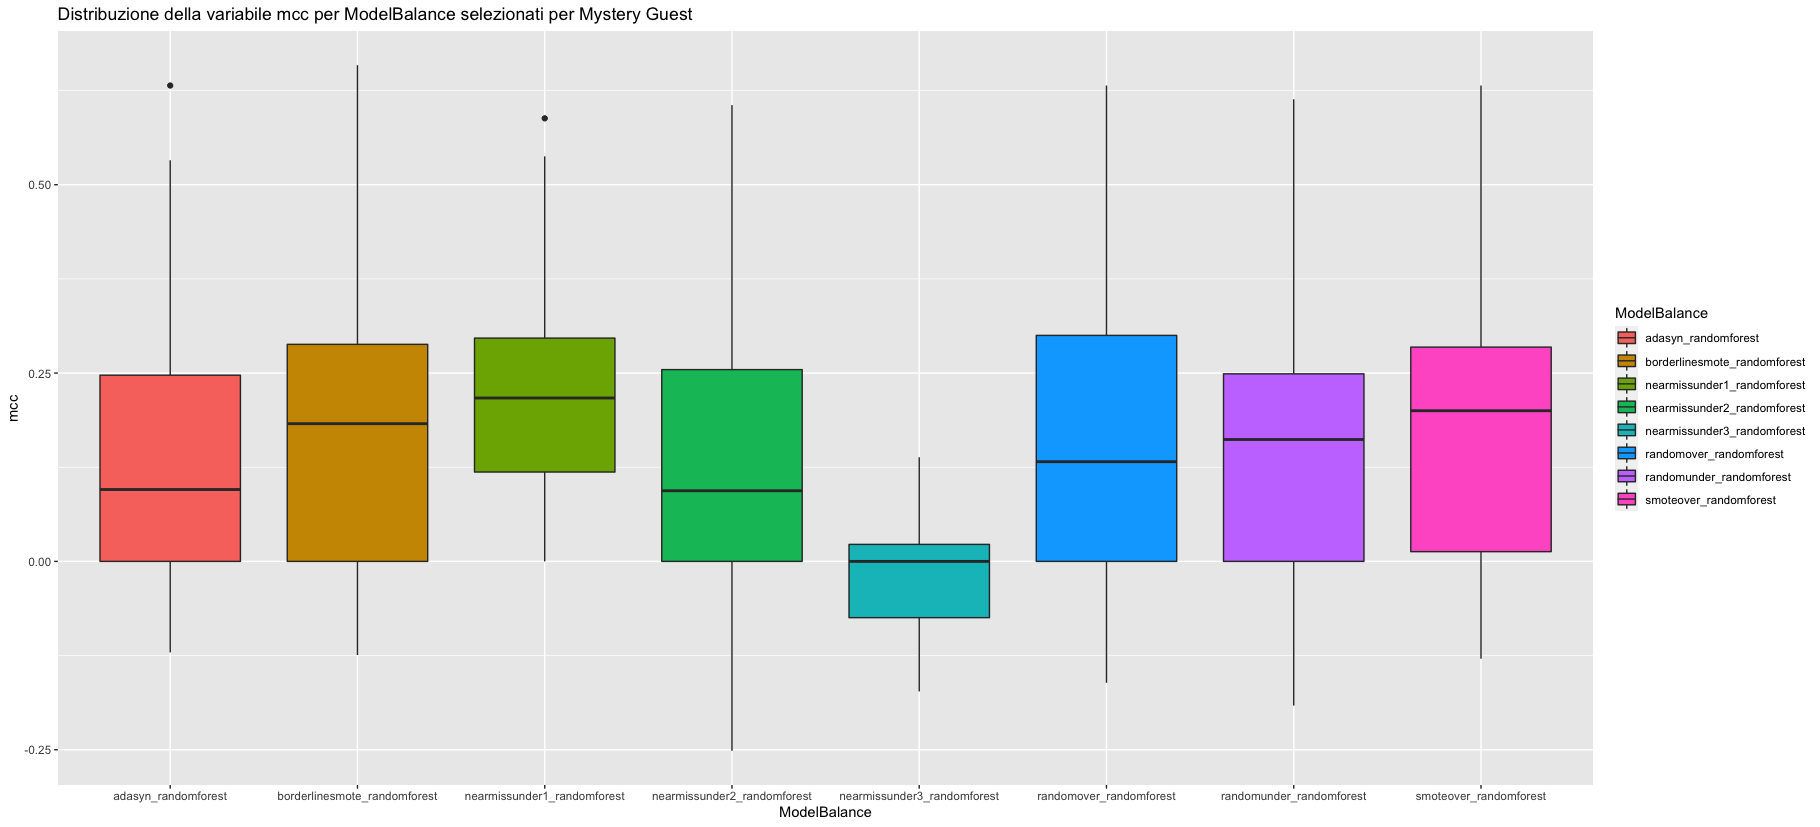 Distribuzione della variabile mcc per ModelBalance selezionati per Mystery Guest
mcc
0.50
0.25
0.00
-0.25
adasyn_randomforest
borderlinesmote_randomforest
nearmissunder1_randomforest
nearmissunder2_randomforest
nearmissunder3_randomforest
randomover_randomforest
randomunder_randomforest
smoteover_randomforest
ModelBalance
ModelBalance
adasyn_randomforest
borderlinesmote_randomforest
nearmissunder1_randomforest
nearmissunder2_randomforest
nearmissunder3_randomforest
randomover_randomforest
randomunder_randomforest
smoteover_randomforest